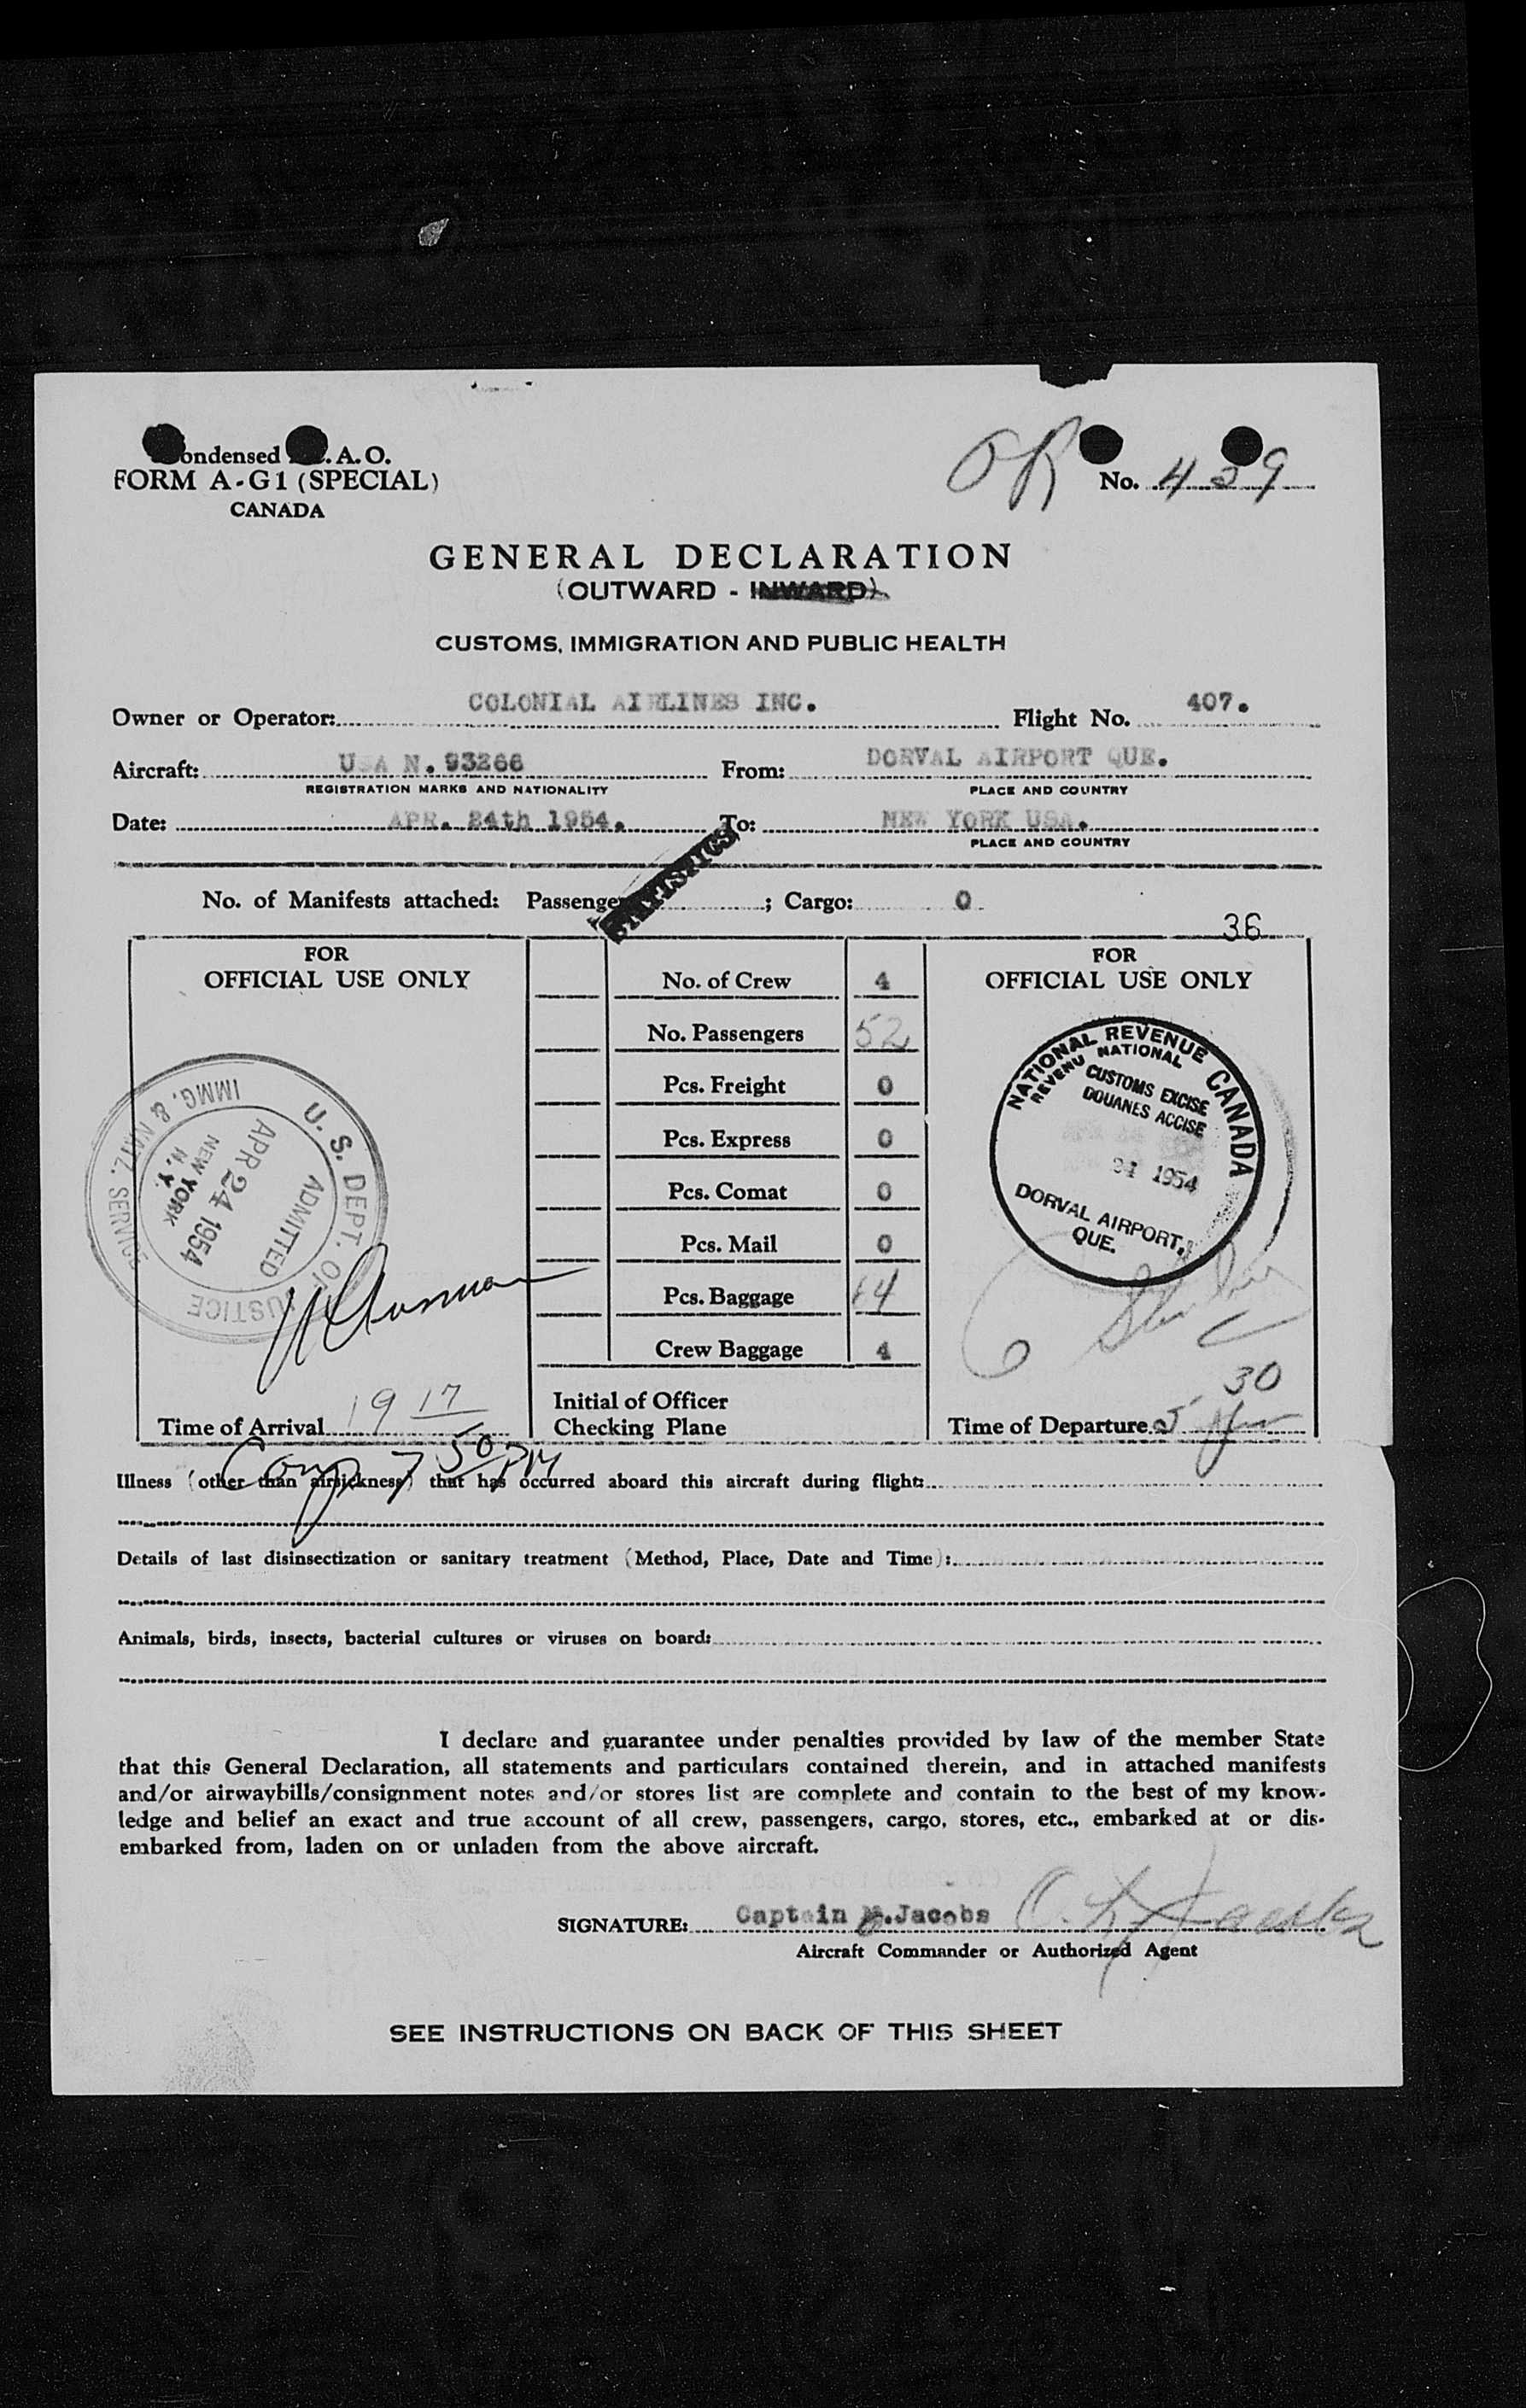 ondensed . A. O.
FORM A-G1 (SPECIAL)
CANADA
No. 439
GENERAL DECLARATION
(OUTWARD - INWARD)
CUSTOMS, IMMIGRATION AND PUBLIC HEALTH
Owner or Operator: COLONIAL AIRLINES INC. Flight No. 407.
Aircraft: USA N. 93266 From: DORVAL AIRPORT QUE.
REGISTRATION MARKS AND NATIONALITY PLACE AND COUNTRY
Date: APR. 24th 1954. To: NEW YORK USA.
PLACE AND COUNTRY
STATISTICS
No. of Manifests attached: Passenger ; Cargo: 0
36
FOR
OFFICIAL USE ONLY
U. S. DEPT. OF JUSTICE
IMMG. & NATZ. SERVICE
ADMITTED
APR 24 1954
NEW YORK
N. Y.
Time of Arrival 19 17
Comp 7 50 PM
No. of Crew 4
No. Passengers 52
Pcs. Freight 0
Pcs. Express 0
Pcs. Comat 0
Pcs. Mail 0
Pcs. Baggage 64
Crew Baggage 4
Initial of Officer
Checking Plane
FOR
OFFICIAL USE ONLY
NATIONAL REVENUE CANADA
REVENU NATIONAL
CUSTOMS EXCISE
DOUANES ACCISE
24 1954
DORVAL AIRPORT,
QUE.
Time of Departure 5 30
Illness (other than airsickness) that has occurred aboard this aircraft during flight:
Details of last disinsectization or sanitary treatment (Method, Place, Date and Time):
Animals, birds, insects, bacterial cultures or viruses on board:
I declare and guarantee under penalties provided by law of the member State
that this General Declaration, all statements and particulars contained therein, and in attached manifests
and/or airwaybills/consignment notes and/or stores list are complete and contain to the best of my know-
ledge and belief an exact and true account of all crew, passengers, cargo, stores, etc., embarked at or dis-
embarked from, laden on or unladen from the above aircraft.
SIGNATURE: Captain Jacobs
Aircraft Commander or Authorized Agent
SEE INSTRUCTIONS ON BACK OF THIS SHEET